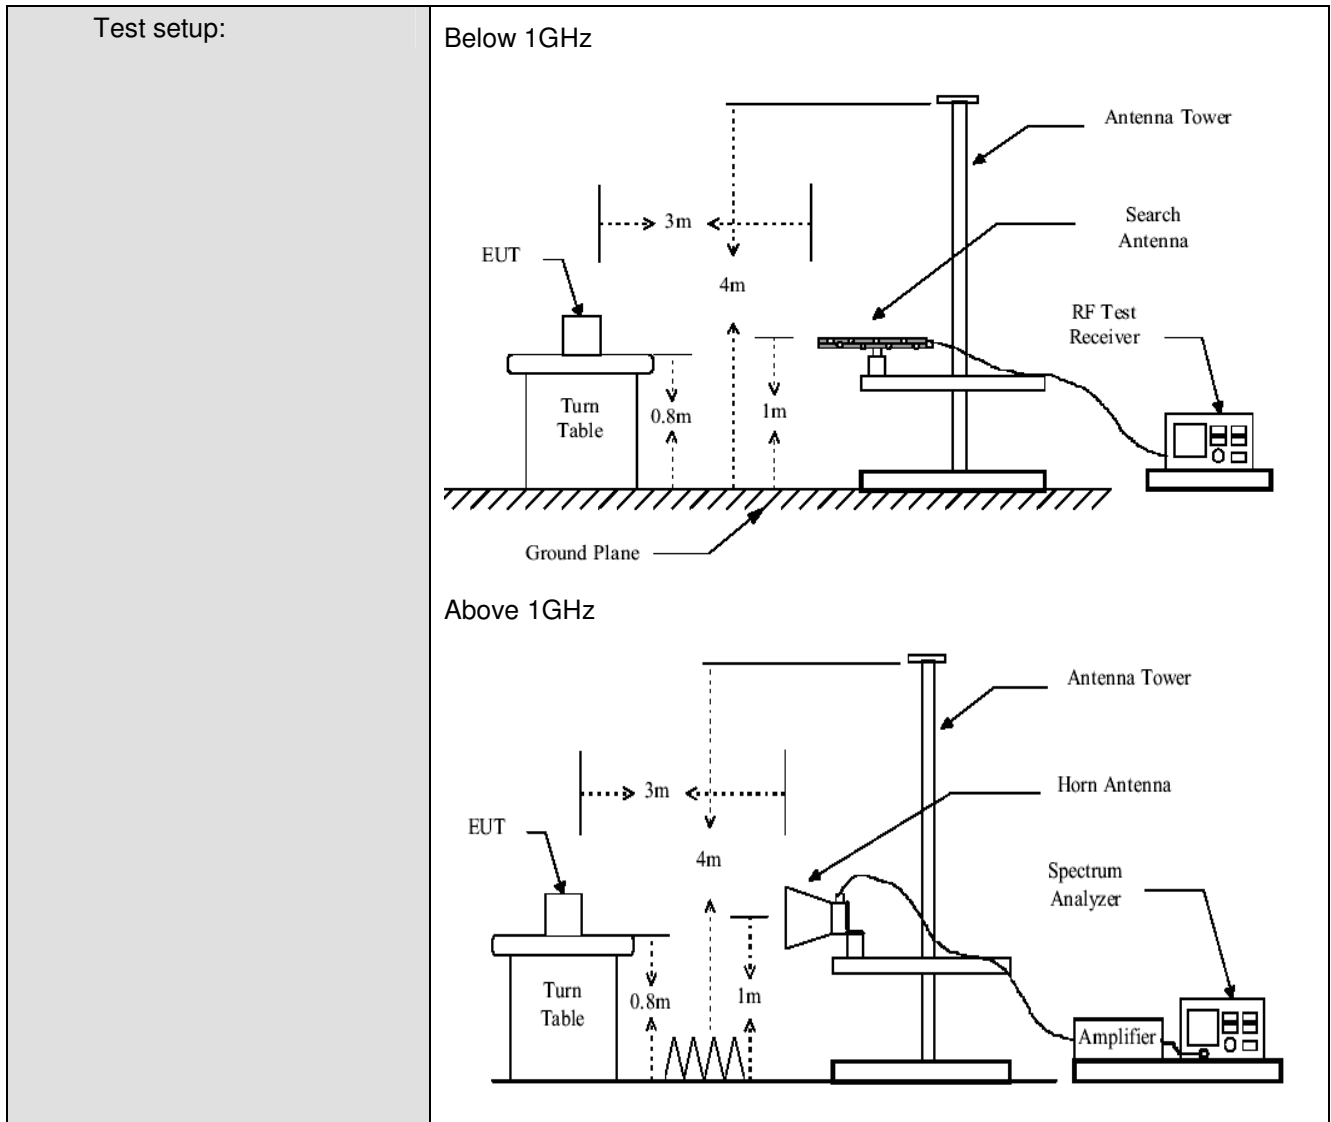 Test setup:
Below 1GHz
Antenna Tower
3m
Search
Antenna
EUT
4m
RF Test
Receiver
Turn
Table
0.8m
1m
Ground Plane
Above 1GHz
Antenna Tower
3m
Horn Antenna
EUT
4m
Spectrum
Analyzer
Turn
Table
0.8m
1m
Amplifier